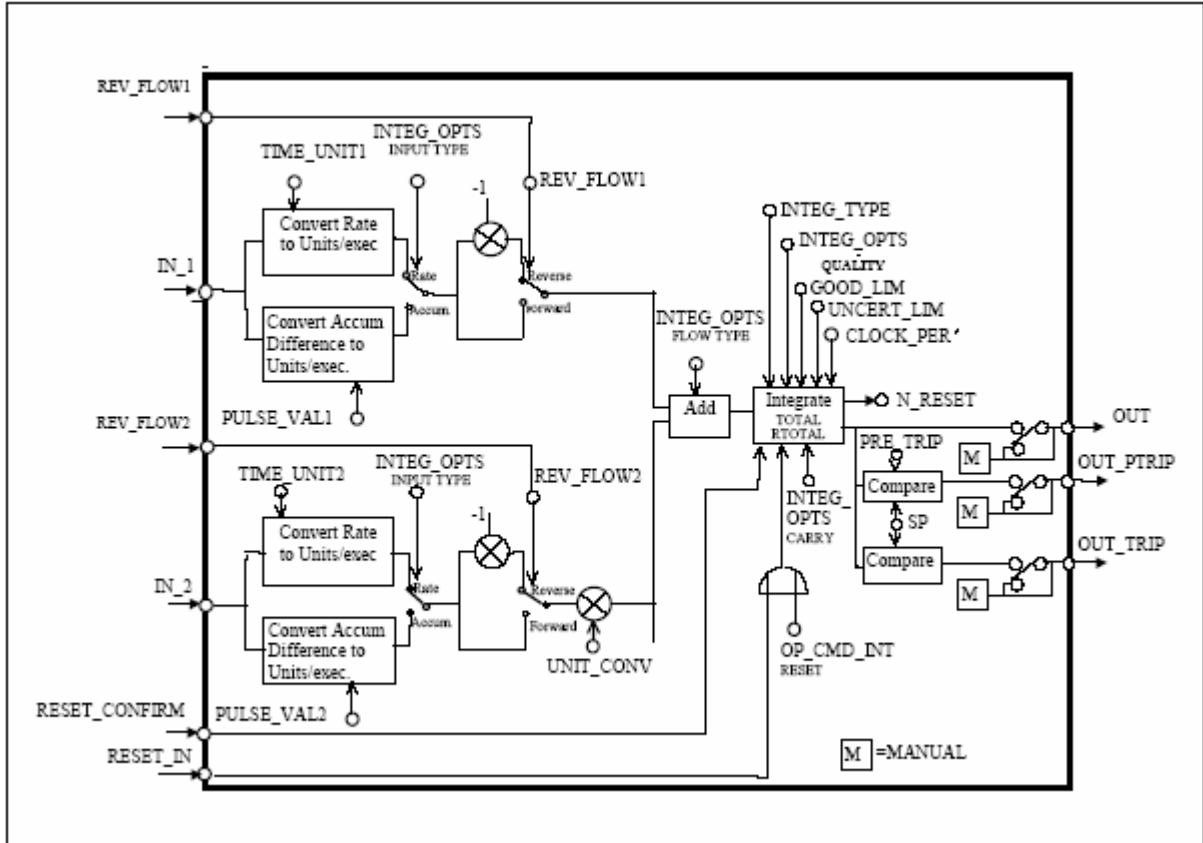 REV_FLOW1
INTEG_OPTS
INPUT TYPE
TIME_UNIT1
-1
REV_FLOW1
Convert Rate
to Units/exec
INTEG_TYPE
INTEG_OPTS
QUALITY
GOOD_LIM
UNCERT_LIM
CLOCK_PER
IN_1
Rate
Accum.
Reverse
Forward
Convert Accum
Difference to
Units/exec.
INTEG_OPTS
FLOW TYPE
PULSE_VAL1
Add
Integrate
TOTAL
RTOTAL
N_RESET
REV_FLOW2
TIME_UNIT2
INTEG_OPTS
INPUT TYPE
REV_FLOW2
-1
PRE_TRIP
OUT
M
OUT_PTRIP
Compare
M
INTEG_
OPTS
CARRY
SP
Compare
OUT_TRIP
M
Convert Rate
to Units/exec
IN_2
Rate
Accum.
Reverse
Forward
Convert Accum
Difference to
Units/exec.
UNIT_CONV
OP_CMD_INT
RESET
RESET_CONFIRM
PULSE_VAL2
RESET_IN
M =MANUAL